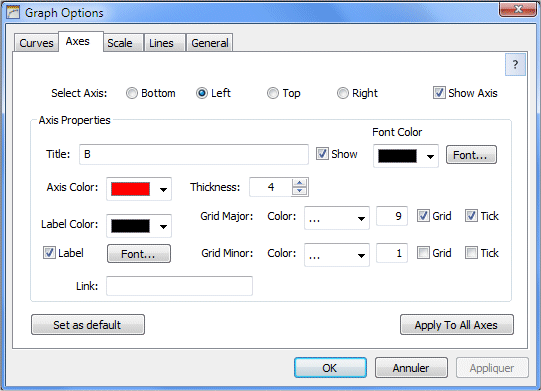 Graph Options
Curves Axes Scale Lines General
?
Select Axis: Bottom Left Top Right Show Axis
Axis Properties
Font Color
Title: B Show Font...
Axis Color: Thickness: 4
Label Color: Grid Major: Color: ... 9 Grid Tick
Label Font... Grid Minor: Color: ... 1 Grid Tick
Link:
Set as default Apply To All Axes
OK Annuler Appliquer